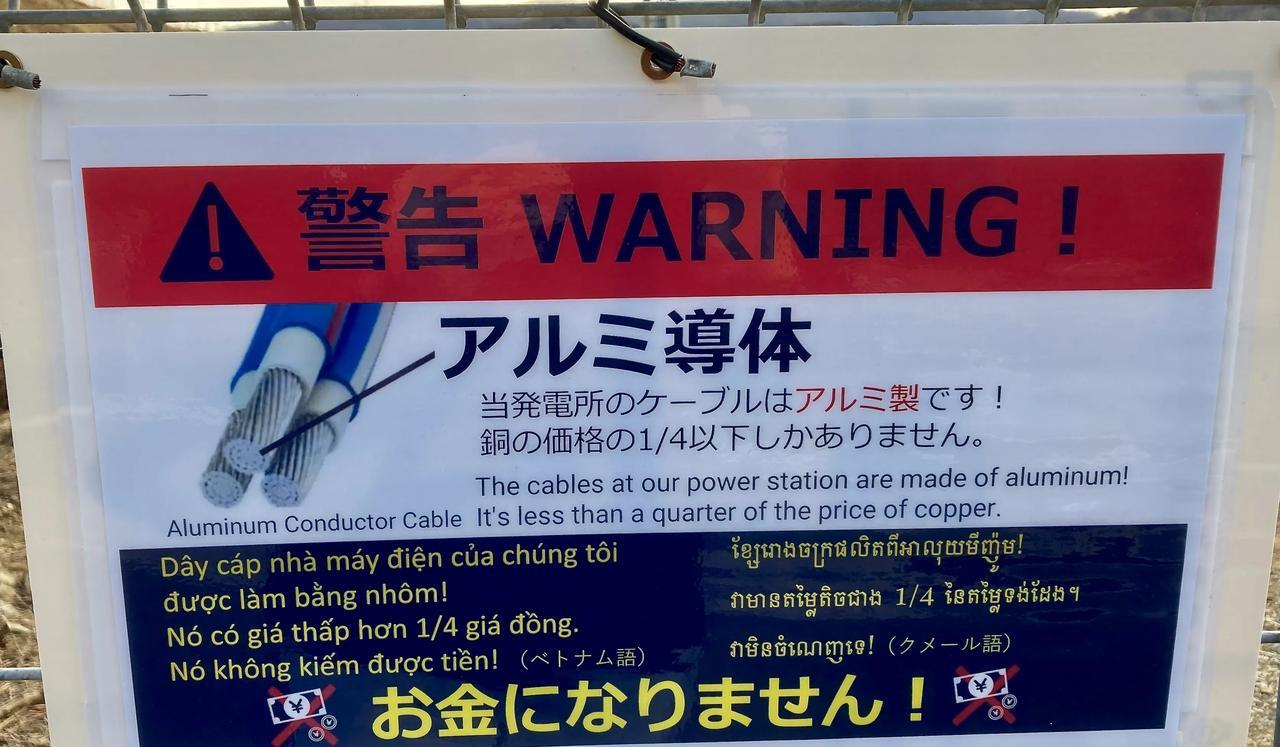 警告 WARNING！
アルミ導体
当発電所のケーブルはアルミ製です！
銅の価格の1/4以下しかありません。
The cables at our power station are made of aluminum!
It's less than a quarter of the price of copper.
Aluminum Conductor Cable
Dây cáp nhà máy điện của chúng tôi
được làm bằng nhôm!
Nó có giá thấp hơn 1/4 giá đồng.
Nó không kiếm được tiền! （ベトナム語）
ខ្សែរោងចក្រផលិតពីអាលុយមីញ៉ូម!
វាមានតម្លៃតិចជាង 1/4 នៃតម្លៃទង់ដែង។
វាមិនចំណេញទេ!（クメール語）
お金になりません！